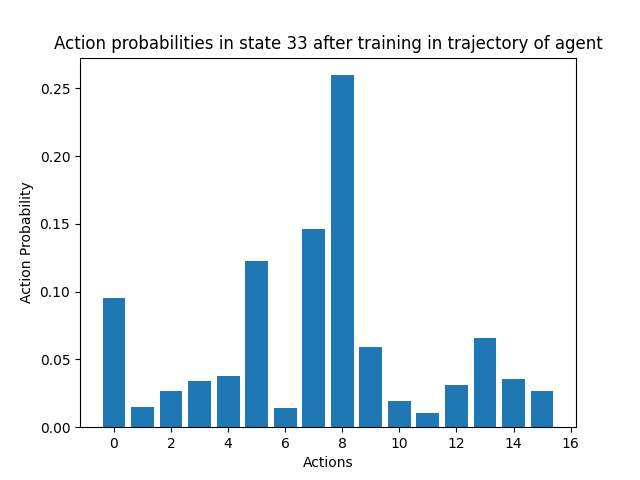 Action probabilities in state 33 after training in trajectory of agent
0.25
0.20
0.15
0.10
0.05
0.00
Action Probability
0 2 4 6 8 10 12 14 16
Actions